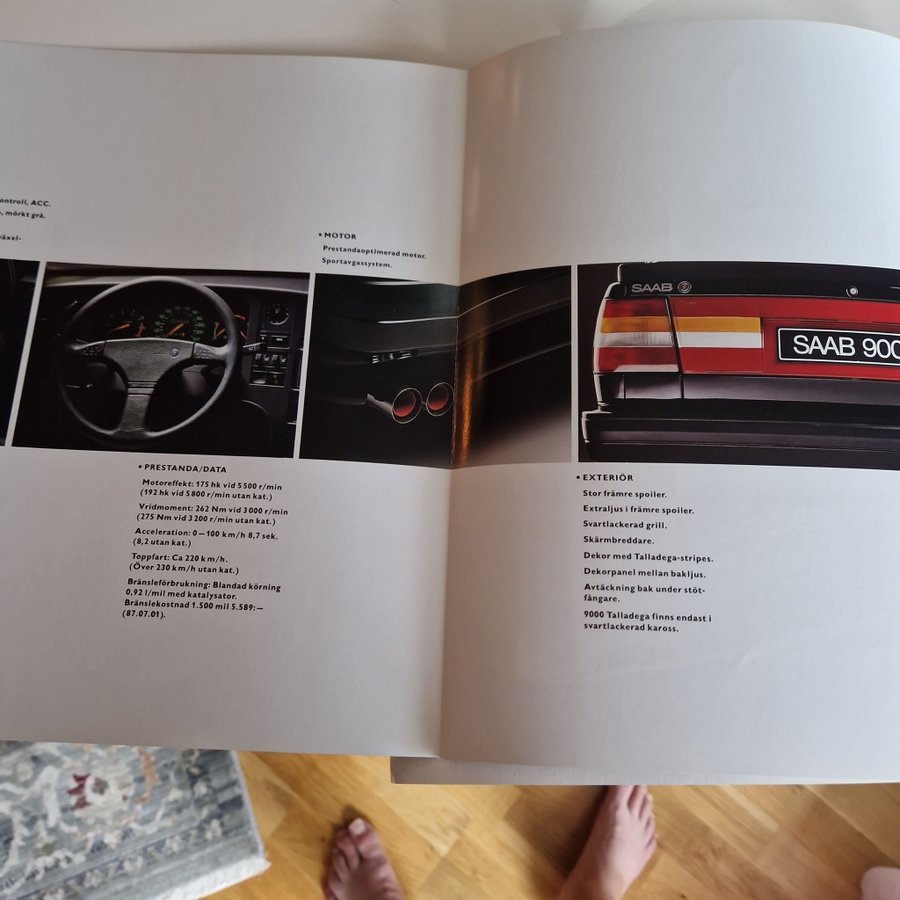 ontroll, ACC.
, mörkt grå.
växel-
• MOTOR
Prestandaoptimerad motor.
Sportavgassystem.
SAAB
SAAB 900
• PRESTANDA/DATA
Motoreffekt: 175 hk vid 5 500 r/min
(192 hk vid 5 800 r/min utan kat.)
Vridmoment: 262 Nm vid 3 000 r/min
(275 Nm vid 3 200 r/min utan kat.)
Acceleration: 0—100 km/h 8,7 sek.
(8,2 utan kat.)
Toppfart: Ca 220 km/h.
(Över 230 km/h utan kat.)
Bränsleförbrukning: Blandad körning
0,92 l/mil med katalysator.
Bränslekostnad 1.500 mil 5.589:—
(87.07.01).
• EXTERIÖR
Stor främre spoiler.
Extraljus i främre spoiler.
Svartlackerad grill.
Skärmbreddare.
Dekor med Talladega-stripes.
Dekorpanel mellan bakljus.
Avtäckning bak under stöt-
fångare.
9000 Talladega finns endast i
svartlackerad kaross.